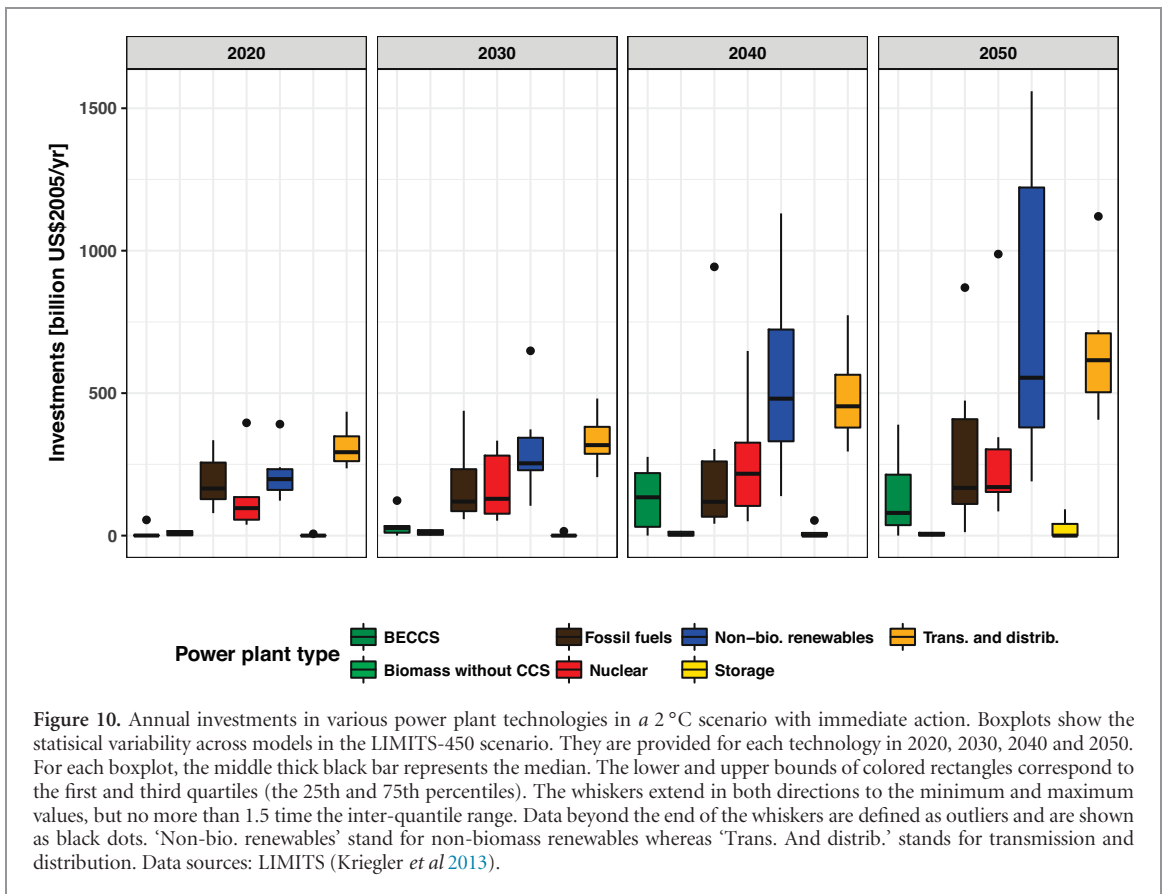 2020
2030
2040
2050
1500
1000
500
0
Investments [billion US$2005/yr]
Power plant type
BECCS
Fossil fuels
Non−bio. renewables
Trans. and distrib.
Biomass without CCS
Nuclear
Storage
Figure 10. Annual investments in various power plant technologies in a 2 °C scenario with immediate action. Boxplots show the
statisical variability across models in the LIMITS-450 scenario. They are provided for each technology in 2020, 2030, 2040 and 2050.
For each boxplot, the middle thick black bar represents the median. The lower and upper bounds of colored rectangles correspond to
the first and third quartiles (the 25th and 75th percentiles). The whiskers extend in both directions to the minimum and maximum
values, but no more than 1.5 time the inter-quantile range. Data beyond the end of the whiskers are defined as outliers and are shown
as black dots. ‘Non-bio. renewables’ stand for non-biomass renewables whereas ‘Trans. And distrib.’ stands for transmission and
distribution. Data sources: LIMITS (Kriegler et al 2013).